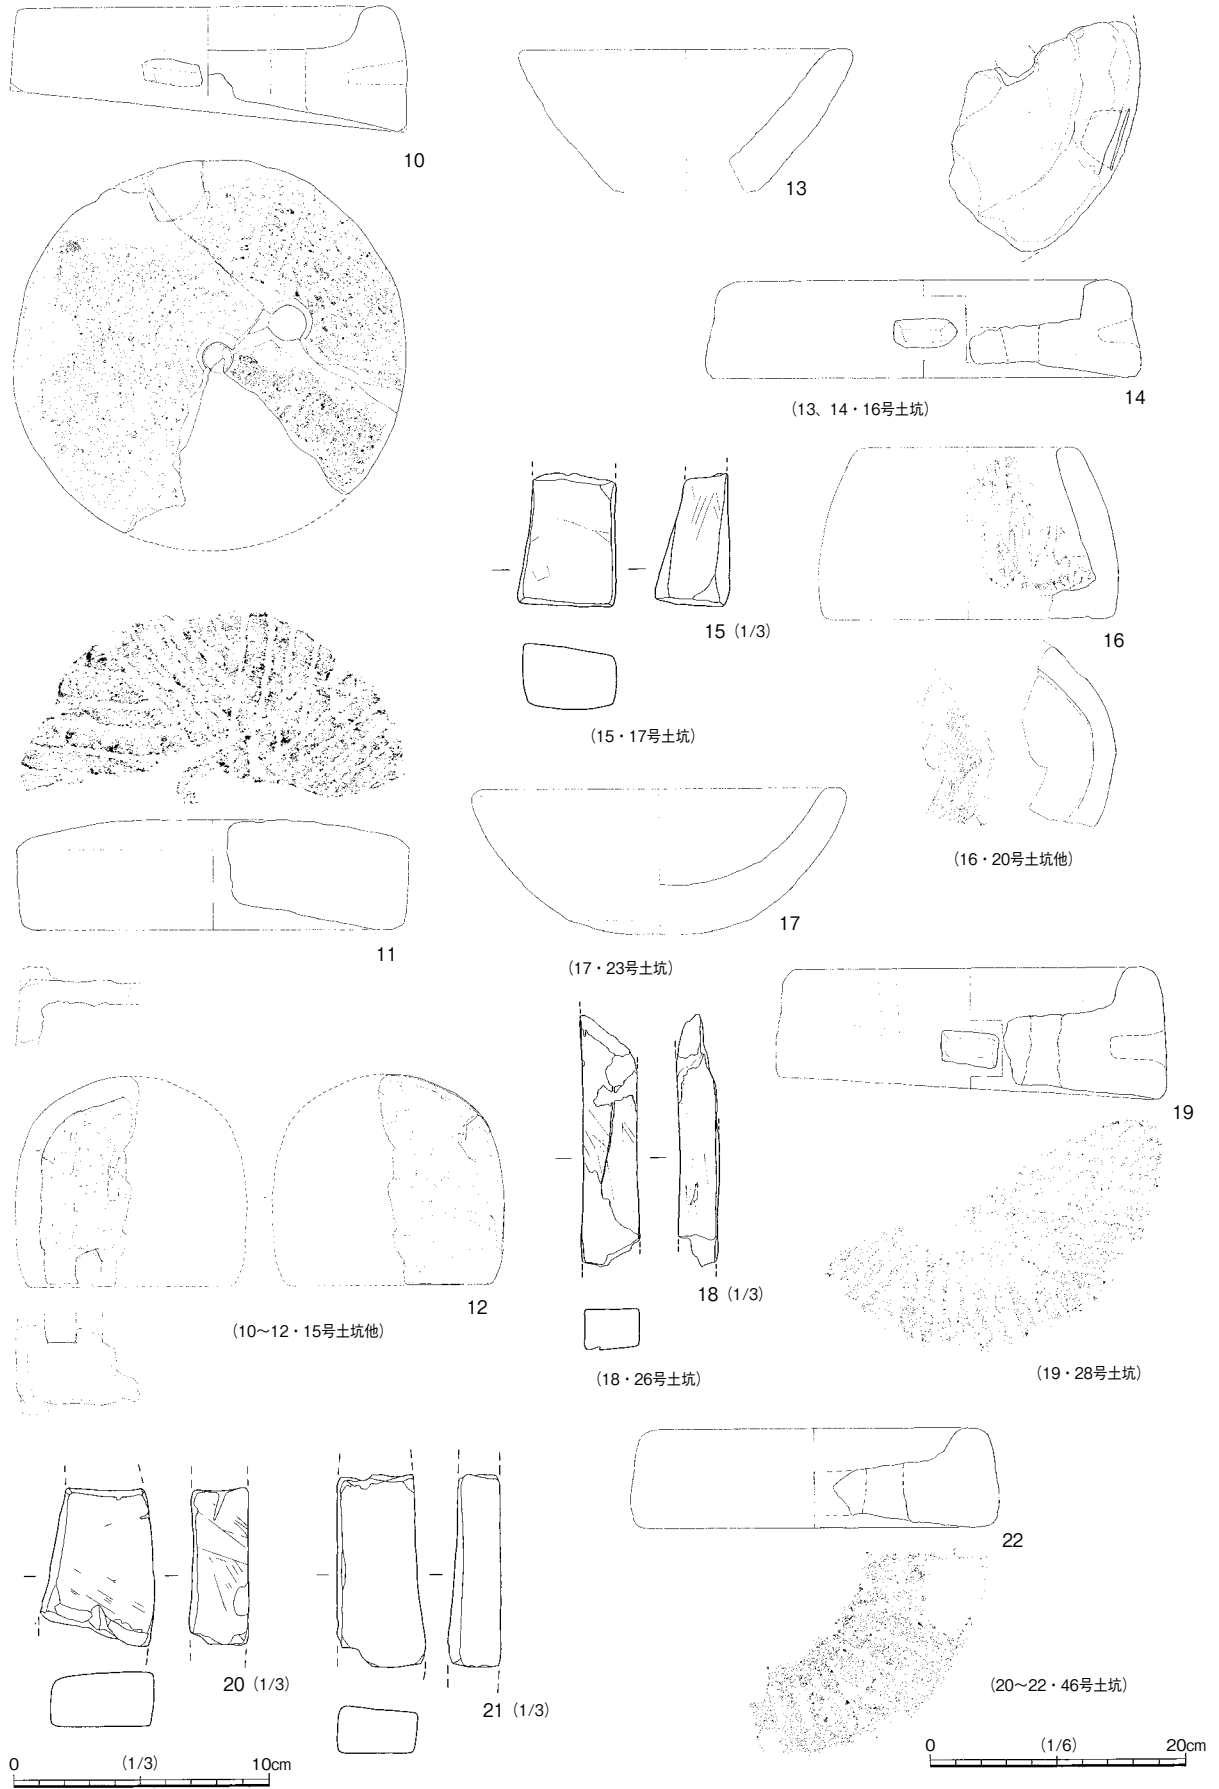 10
13
14
(13、14・16号土坑)
15 (1/3)
16
(15・17号土坑)
(16・20号土坑他)
11
17
(17・23号土坑)
19
12
18 (1/3)
(10〜12・15号土坑他)
(18・26号土坑)
(19・28号土坑)
22
20 (1/3)
21 (1/3)
(20〜22・46号土坑)
0 (1/3) 10cm
0 (1/6) 20cm